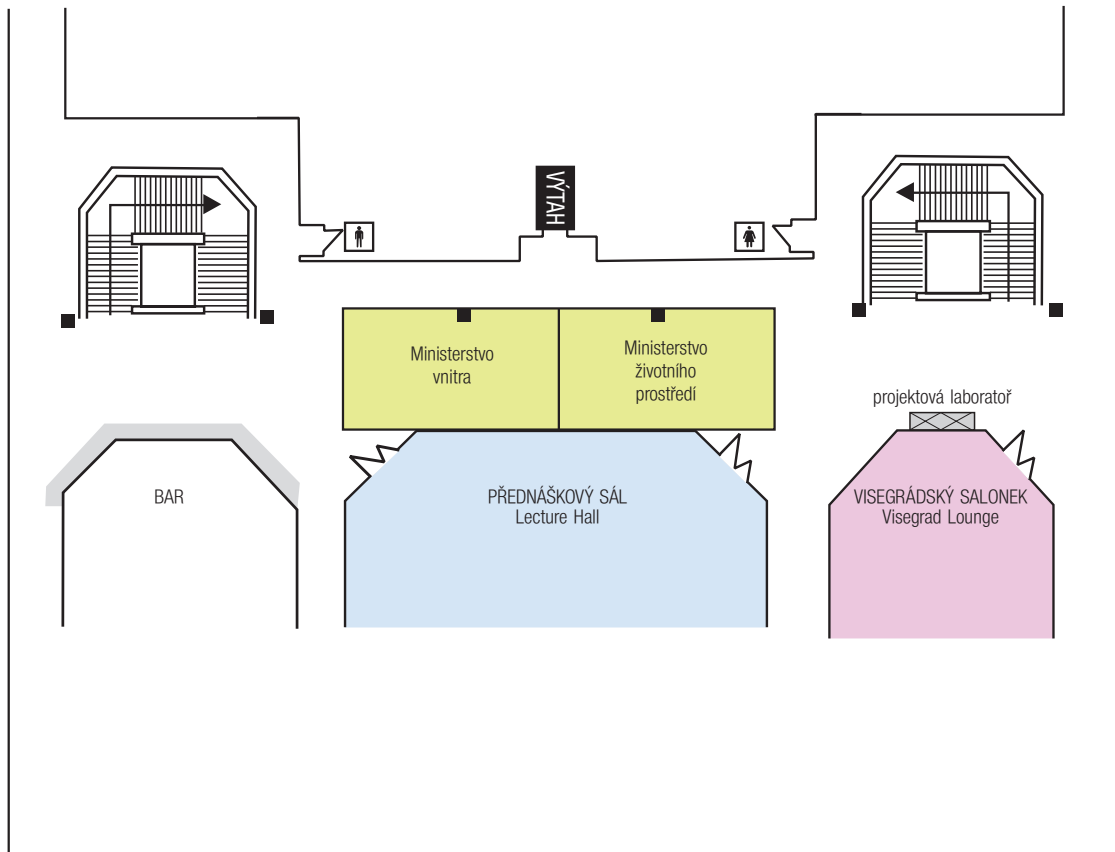 VÝTAH
Ministerstvo
vnitra
Ministerstvo
životního
prostředí
projektová laboratoř
BAR
PŘEDNÁŠKOVÝ SÁL
Lecture Hall
VISEGRÁDSKÝ SALONEK
Visegrad Lounge